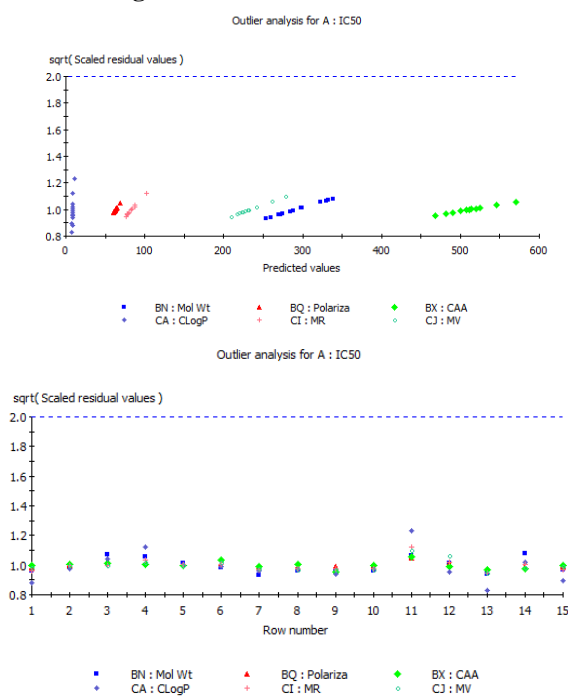 Outlier analysis for A : IC50
sqrt( Scaled residual values )
2.0
1.8
1.6
1.4
1.2
1.0
0.8
0 100 200 300 400 500 600
Predicted values
BN : Mol Wt BQ : Polariza BX : CAA
CA : CLogP CI : MR CJ : MV
Outlier analysis for A : IC50
sqrt( Scaled residual values )
2.0
1.8
1.6
1.4
1.2
1.0
0.8
1 2 3 4 5 6 7 8 9 10 11 12 13 14 15
Row number
BN : Mol Wt BQ : Polariza BX : CAA
CA : CLogP CI : MR CJ : MV